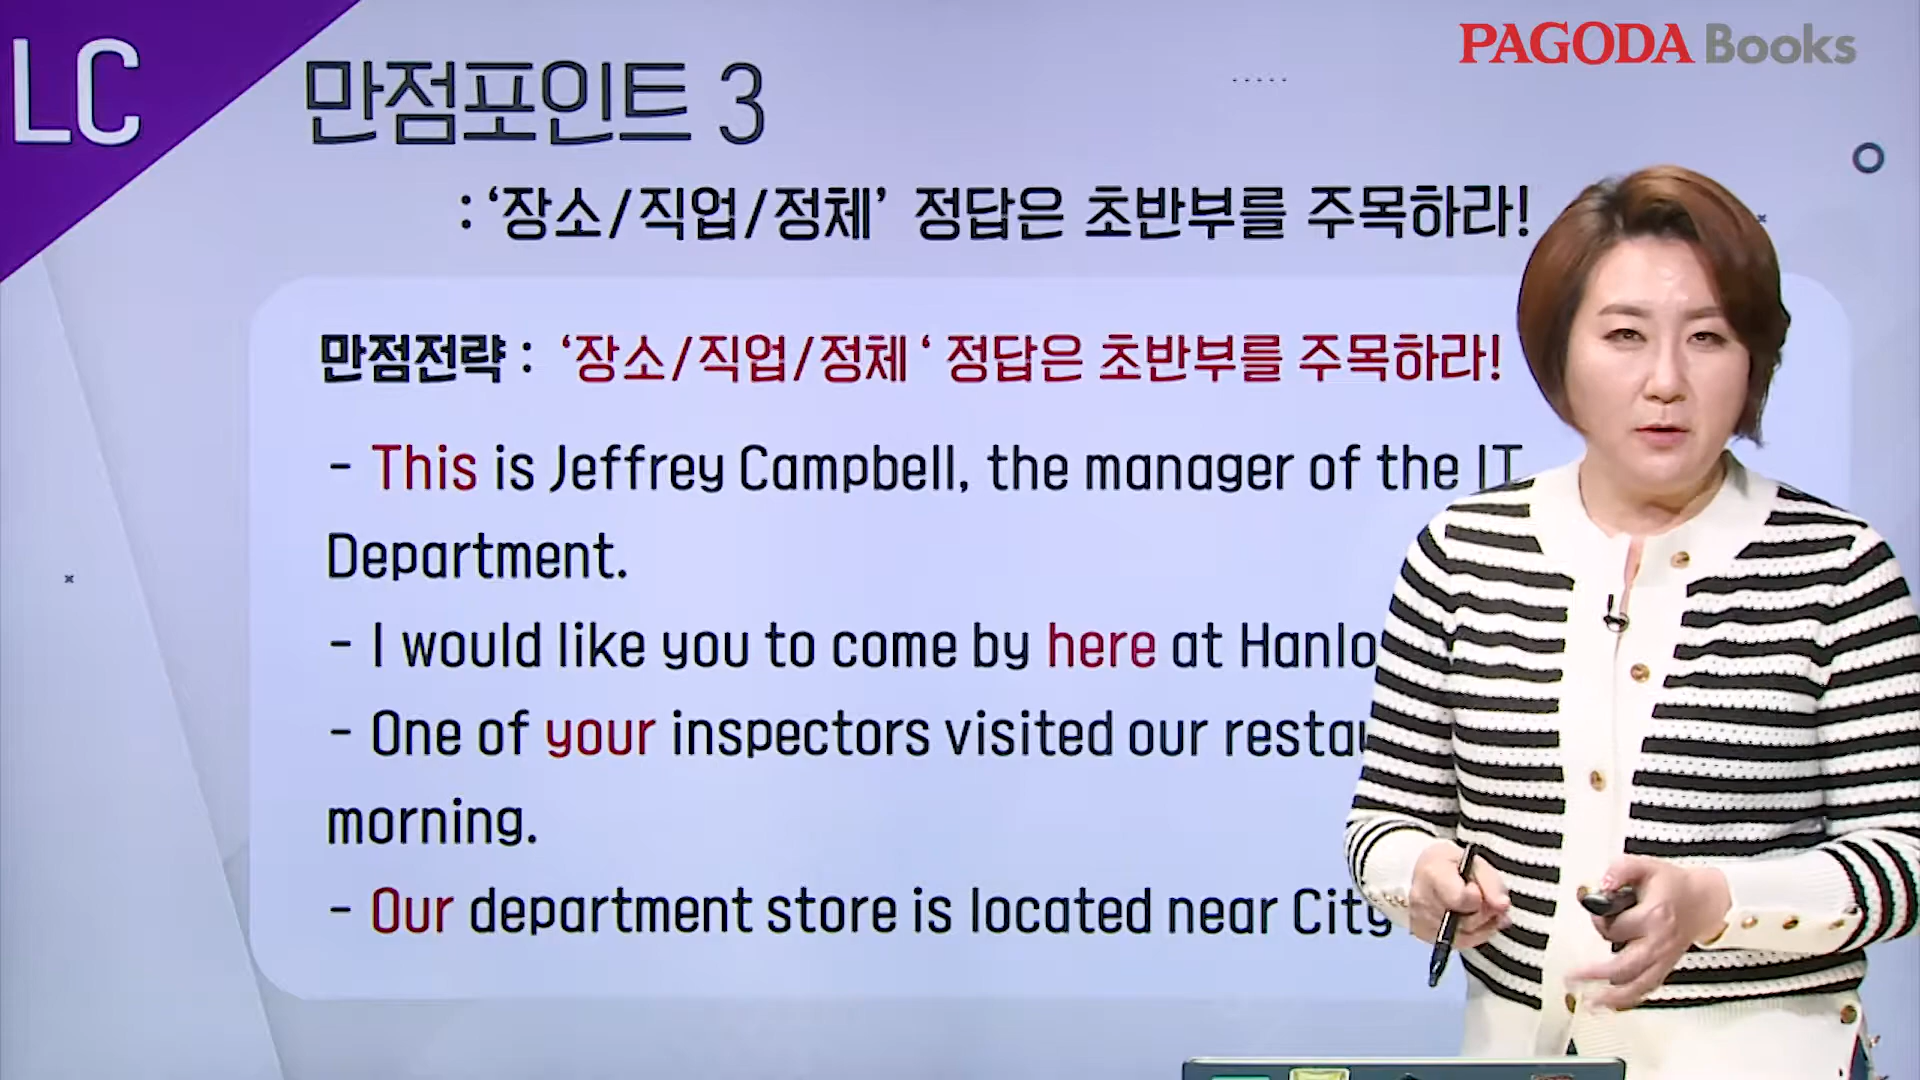 LC
PAGODA Books
만점포인트 3
: ‘장소/직업/정체’ 정답은 초반부를 주목하라!
만점전략 : ‘장소/직업/정체 ‘ 정답은 초반부를 주목하라!
- This is Jeffrey Campbell, the manager of the IT
Department.
- I would like you to come by here at
- One of your inspectors visited our
morning.
- Our department store is located near City